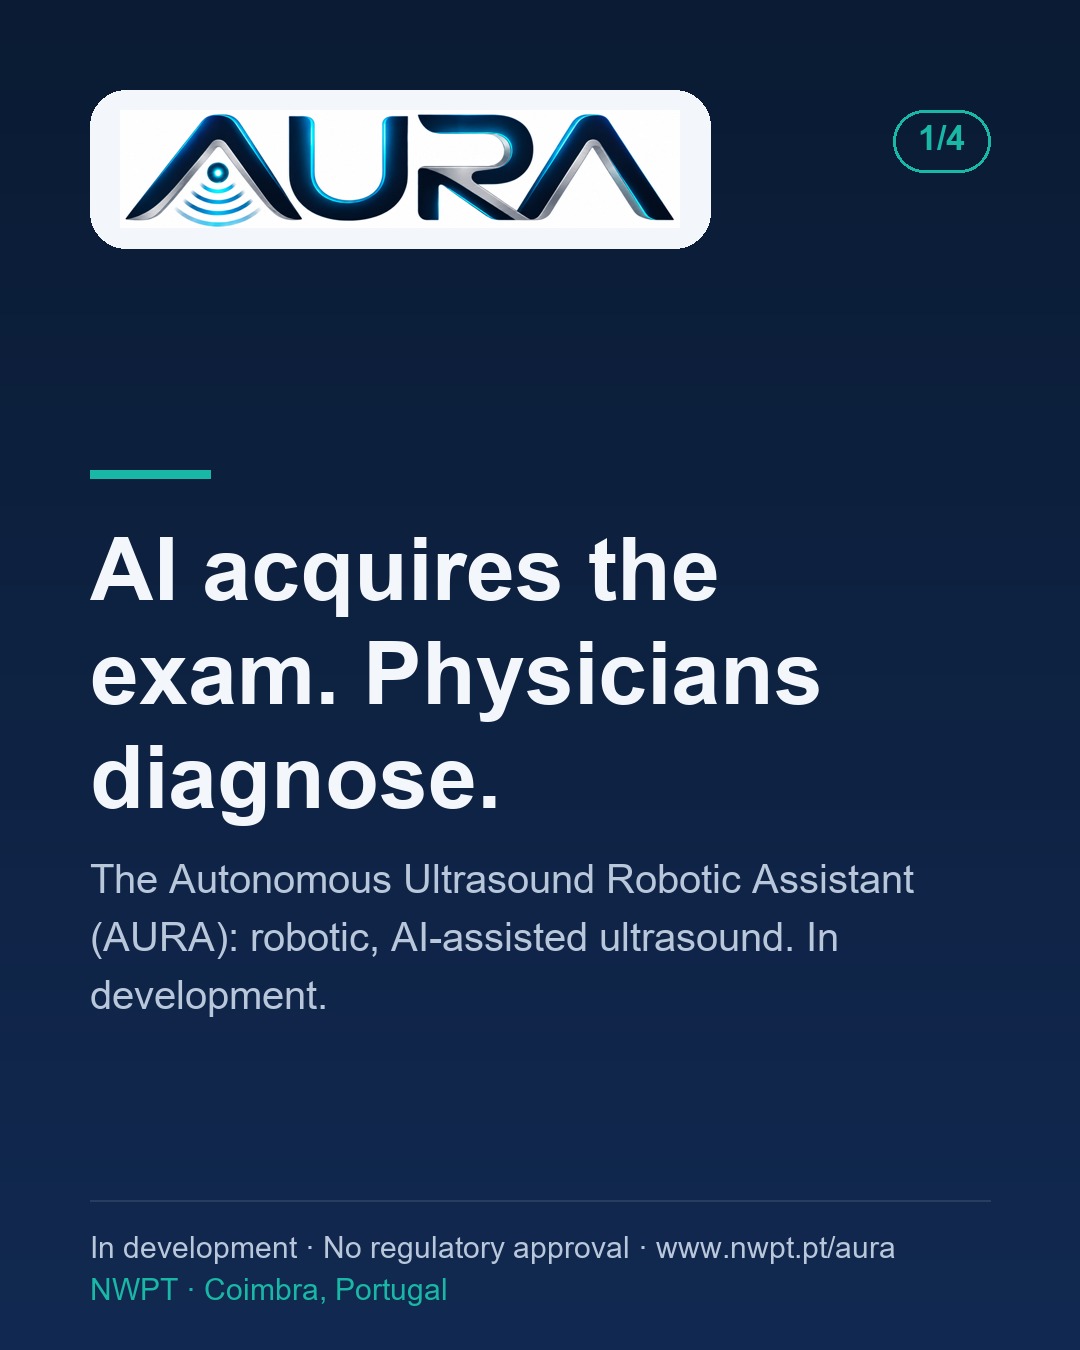 AURA
1/4
AI acquires the
exam. Physicians
diagnose.
The Autonomous Ultrasound Robotic Assistant
(AURA): robotic, AI-assisted ultrasound. In
development.
In development · No regulatory approval · www.nwpt.pt/aura
NWPT · Coimbra, Portugal